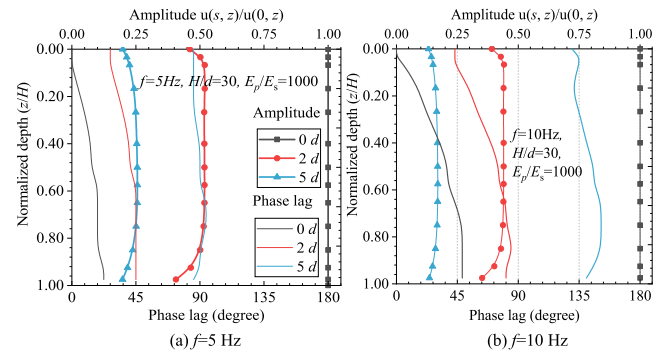 Amplitude u(s, z)/u(0, z)
0.00 0.25 0.50 0.75 1.00
0.00
0.20
0.40
0.60
0.80
1.00
Normalized depth (z/H)
f=5Hz, H/d=30, Ep/Es=1000
Amplitude
0 d
2 d
5 d
Phase lag
0 d
2 d
5 d
0 45 90 135 180
Phase lag (degree)
(a) f=5 Hz
Amplitude u(s, z)/u(0, z)
0.00 0.25 0.50 0.75 1.00
0.00
0.20
0.40
0.60
0.80
1.00
Normalized depth (z/H)
f=10Hz,
H/d=30,
Ep/Es=1000
0 45 90 135 180
Phase lag (degree)
(b) f=10 Hz